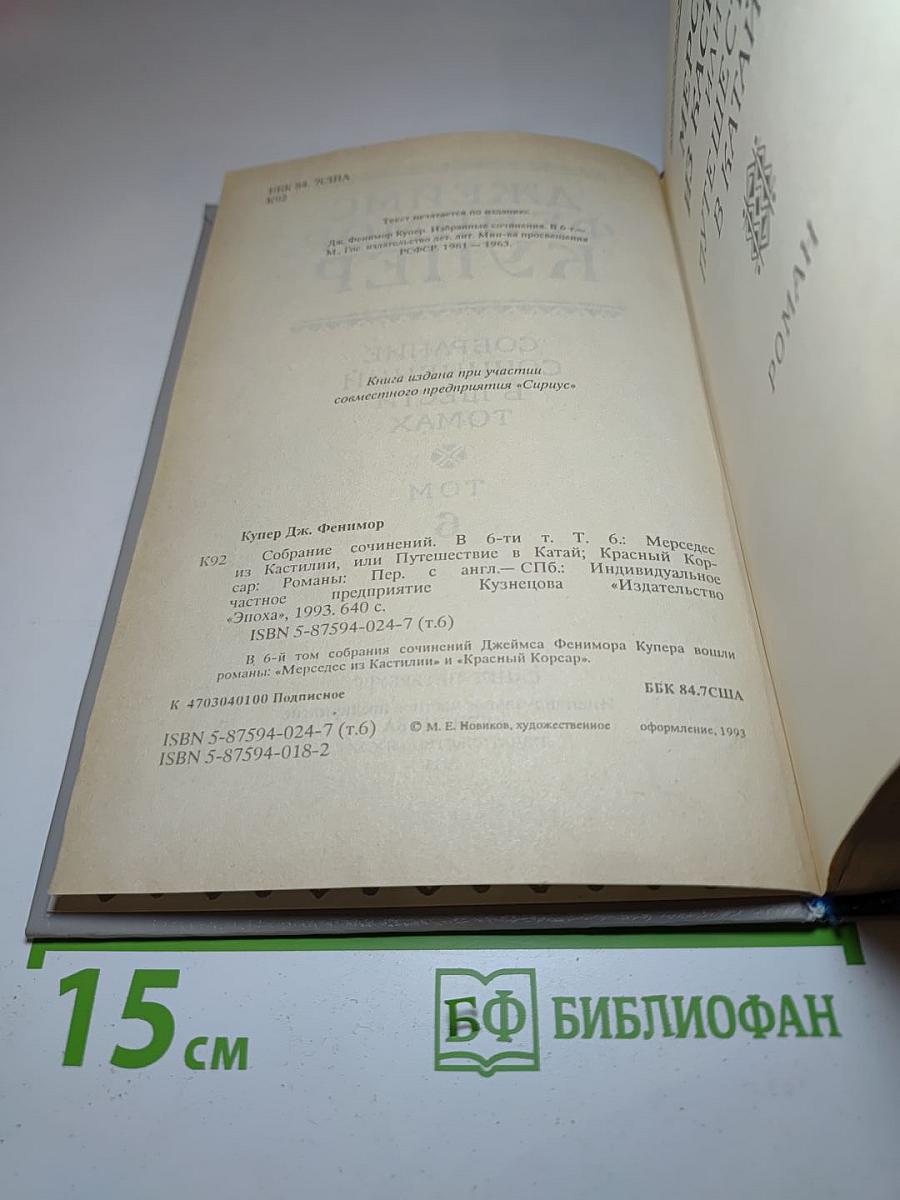 ББК 84. 7США
К92
Текст печатается по изданию:
Дж. Фенимор Купер. Избранные сочинения. В 6-т.—
М., Гос. издательство дет. лит. Мин-ва просвещения
РСФСР, 1961 — 1963.
Книга издана при участии
совместного предприятия «Сириус»
Купер Дж. Фенимор
К92 Собрание сочинений. В 6-ти т. Т. 6.: Мерседес
из Кастилии, или Путешествие в Катай; Красный Кор-
сар: Романы: Пер. с англ.— СПб.: Индивидуальное
частное предприятие Кузнецова «Издательство
«Эпоха», 1993. 640 с.
ISBN 5-87594-024-7 (т.6)
В 6-й том собрания сочинений Джеймса Фенимора Купера вошли
романы: «Мерседес из Кастилии» и «Красный Корсар».
К 4703040100 Подписное ББК 84.7США
ISBN 5-87594-024-7 (т.6) © М. Е. Новиков, художественное оформление, 1993
ISBN 5-87594-018-2
ИЗ
В
РОМАН
15 см БФ БИБЛИОФАН